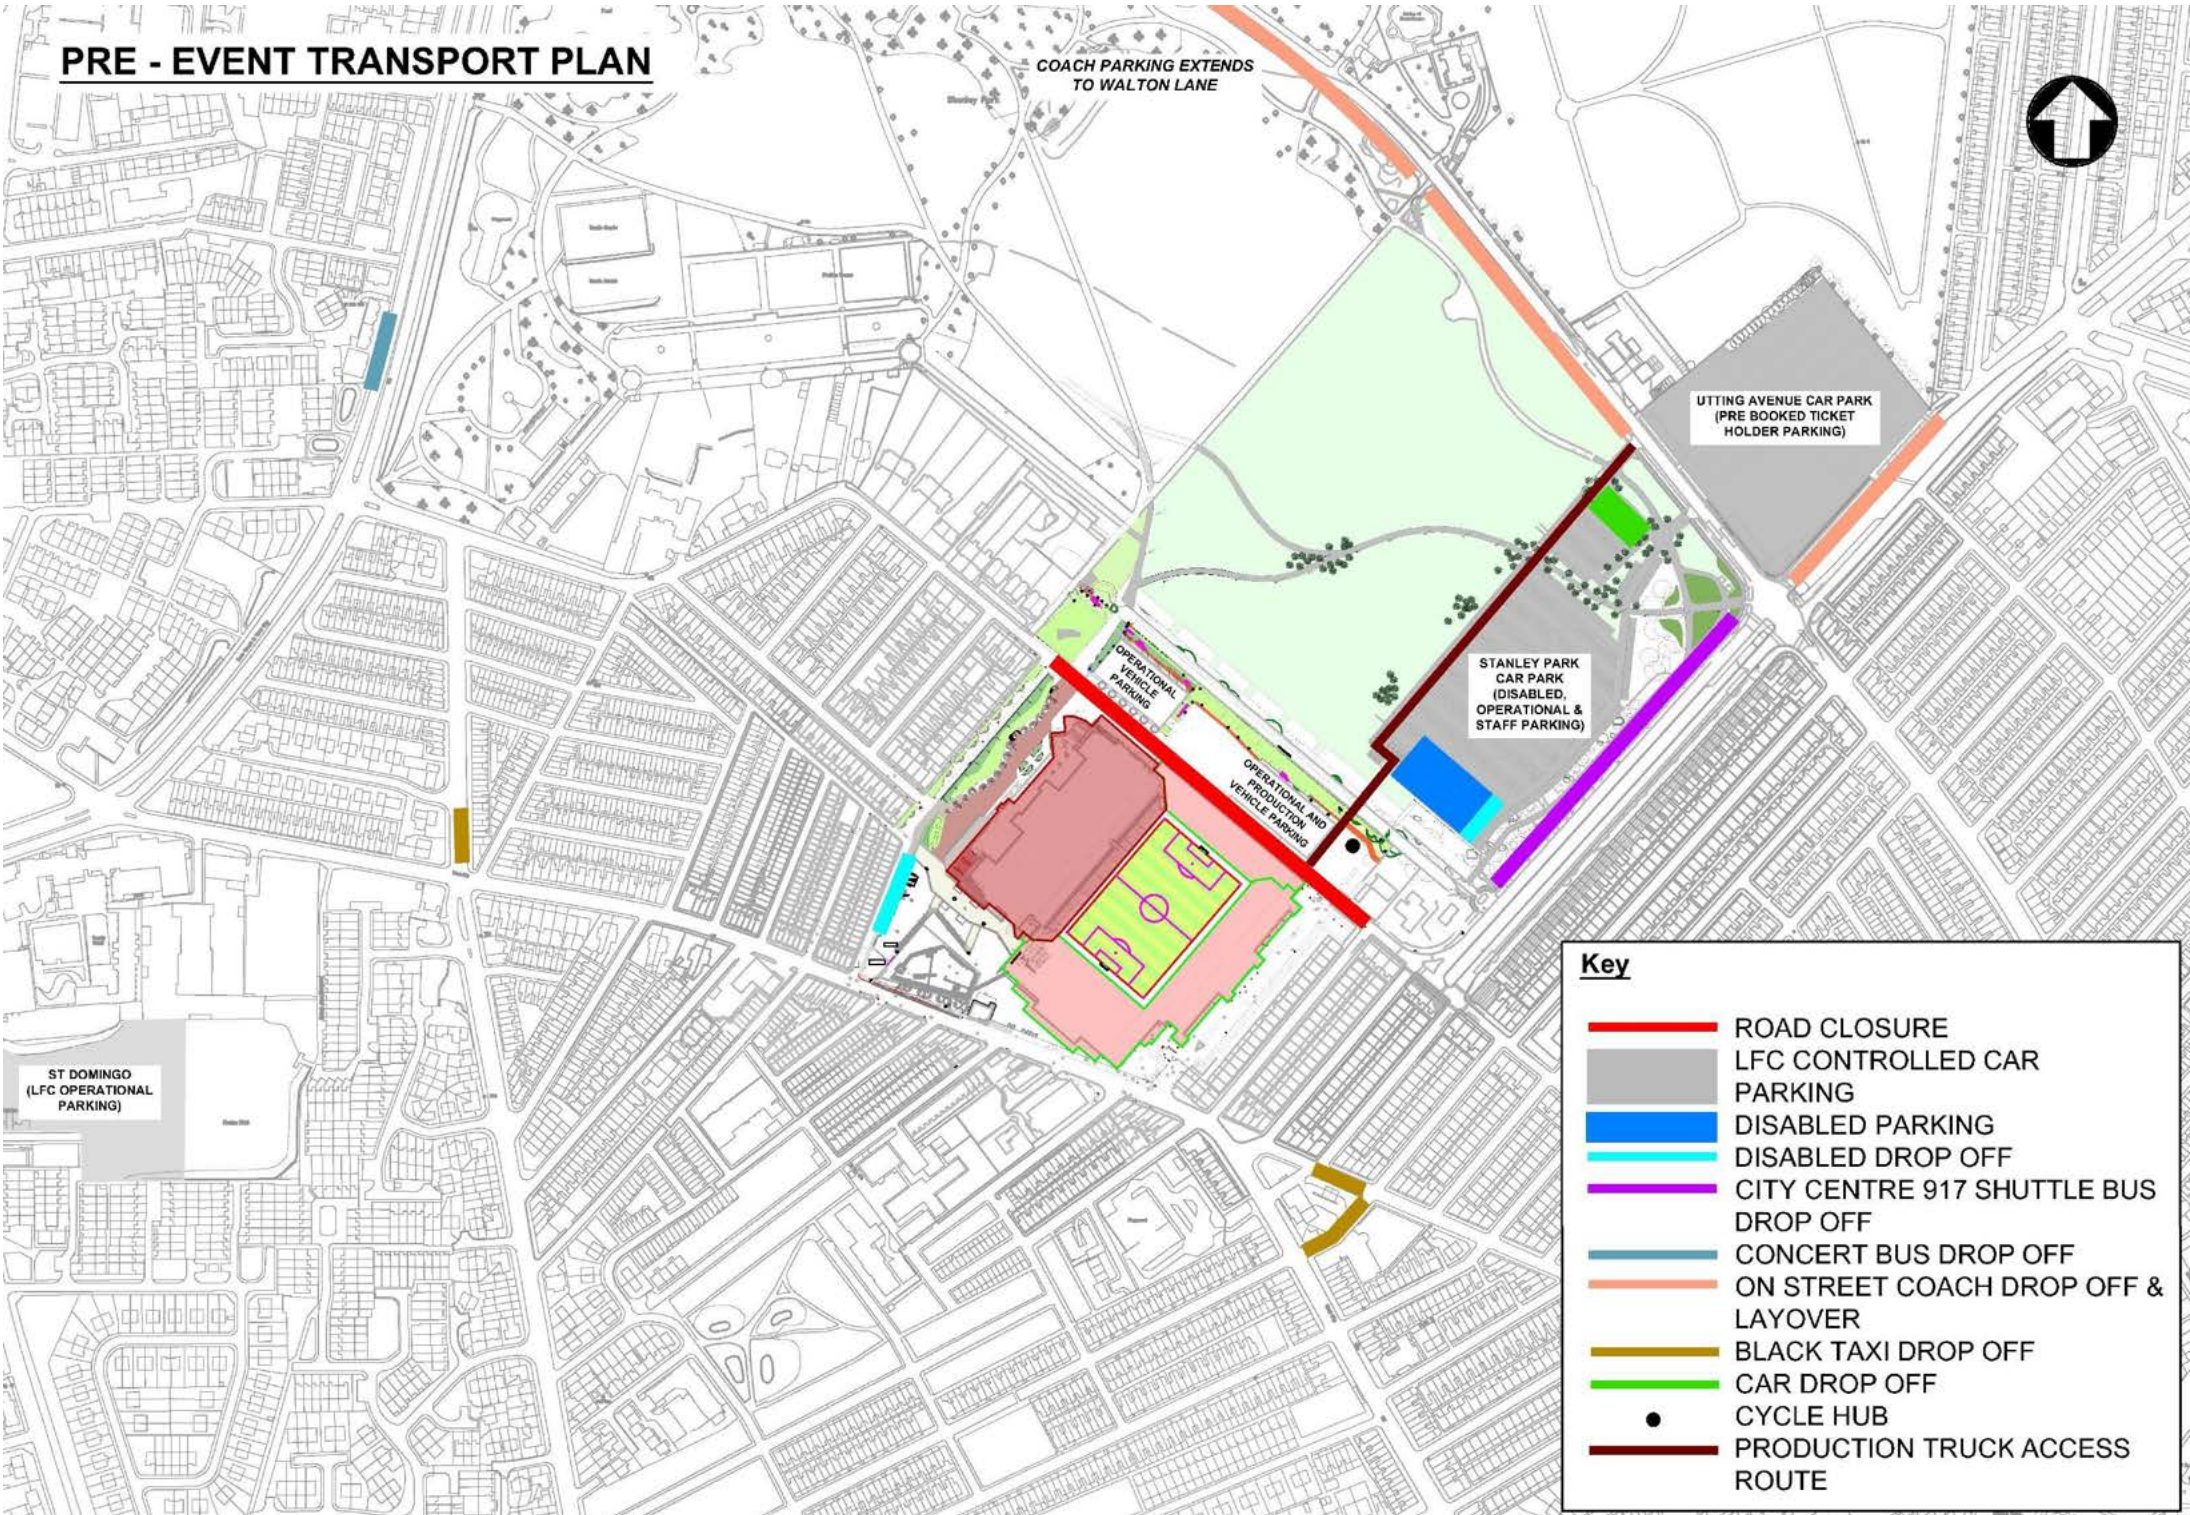 PRE - EVENT TRANSPORT PLAN
COACH PARKING EXTENDS
TO WALTON LANE
UTTING AVENUE CAR PARK
(PRE BOOKED TICKET
HOLDER PARKING)
STANLEY PARK
CAR PARK
(DISABLED,
OPERATIONAL &
STAFF PARKING)
OPERATIONAL
VEHICLE
PARKING
OPERATIONAL AND
PRODUCTION
VEHICLE PARKING
ST DOMINGO
(LFC OPERATIONAL
PARKING)
Key
ROAD CLOSURE
LFC CONTROLLED CAR
PARKING
DISABLED PARKING
DISABLED DROP OFF
CITY CENTRE 917 SHUTTLE BUS
DROP OFF
CONCERT BUS DROP OFF
ON STREET COACH DROP OFF &
LAYOVER
BLACK TAXI DROP OFF
CAR DROP OFF
CYCLE HUB
PRODUCTION TRUCK ACCESS
ROUTE